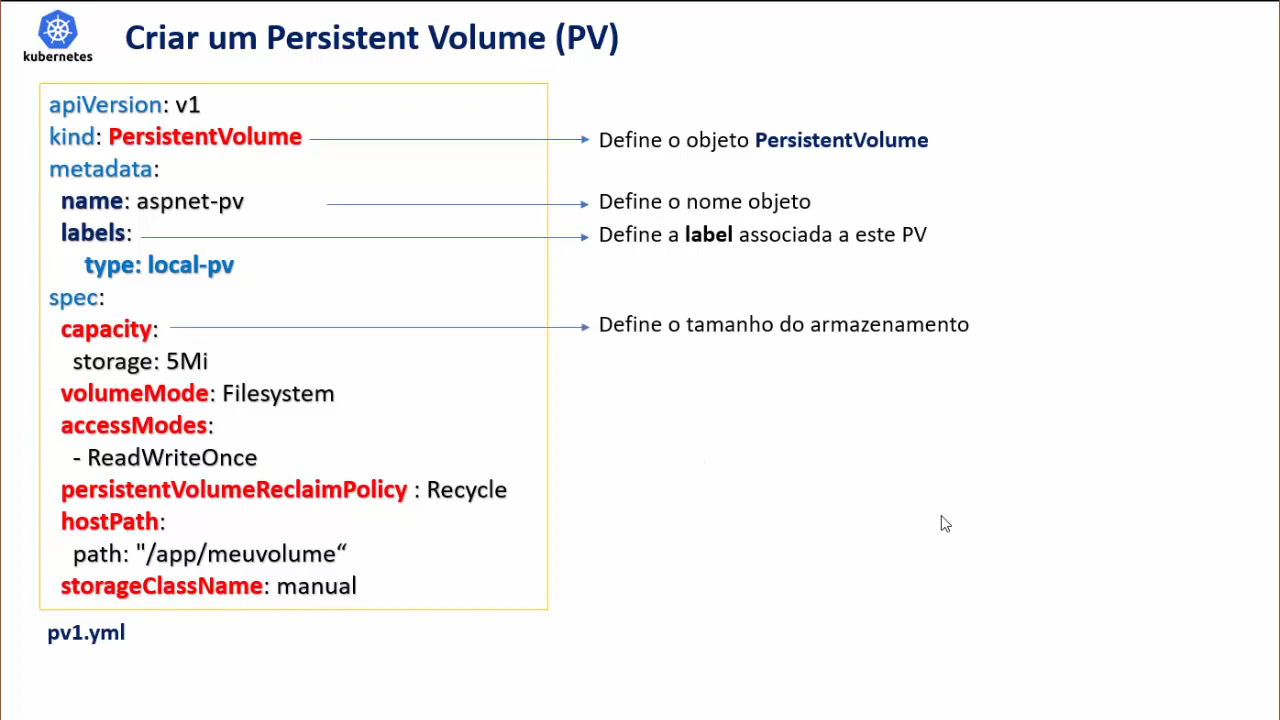 kubernetes
Criar um Persistent Volume (PV)
apiVersion: v1
kind: PersistentVolume
Define o objeto PersistentVolume
metadata:
name: aspnet-pv
Define o nome objeto
labels:
Define a label associada a este PV
type: local-pv
spec:
capacity:
Define o tamanho do armazenamento
storage: 5Mi
volumeMode: Filesystem
accessModes:
- ReadWriteOnce
persistentVolumeReclaimPolicy : Recycle
hostPath:
path: "/app/meuvolume“
storageClassName: manual
pv1.yml